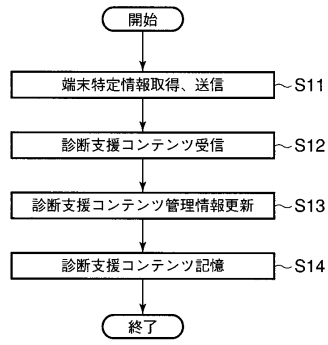 開始
端末特定情報取得、送信
S11
診断支援コンテンツ受信
S12
診断支援コンテンツ管理情報更新
S13
診断支援コンテンツ記憶
S14
終了